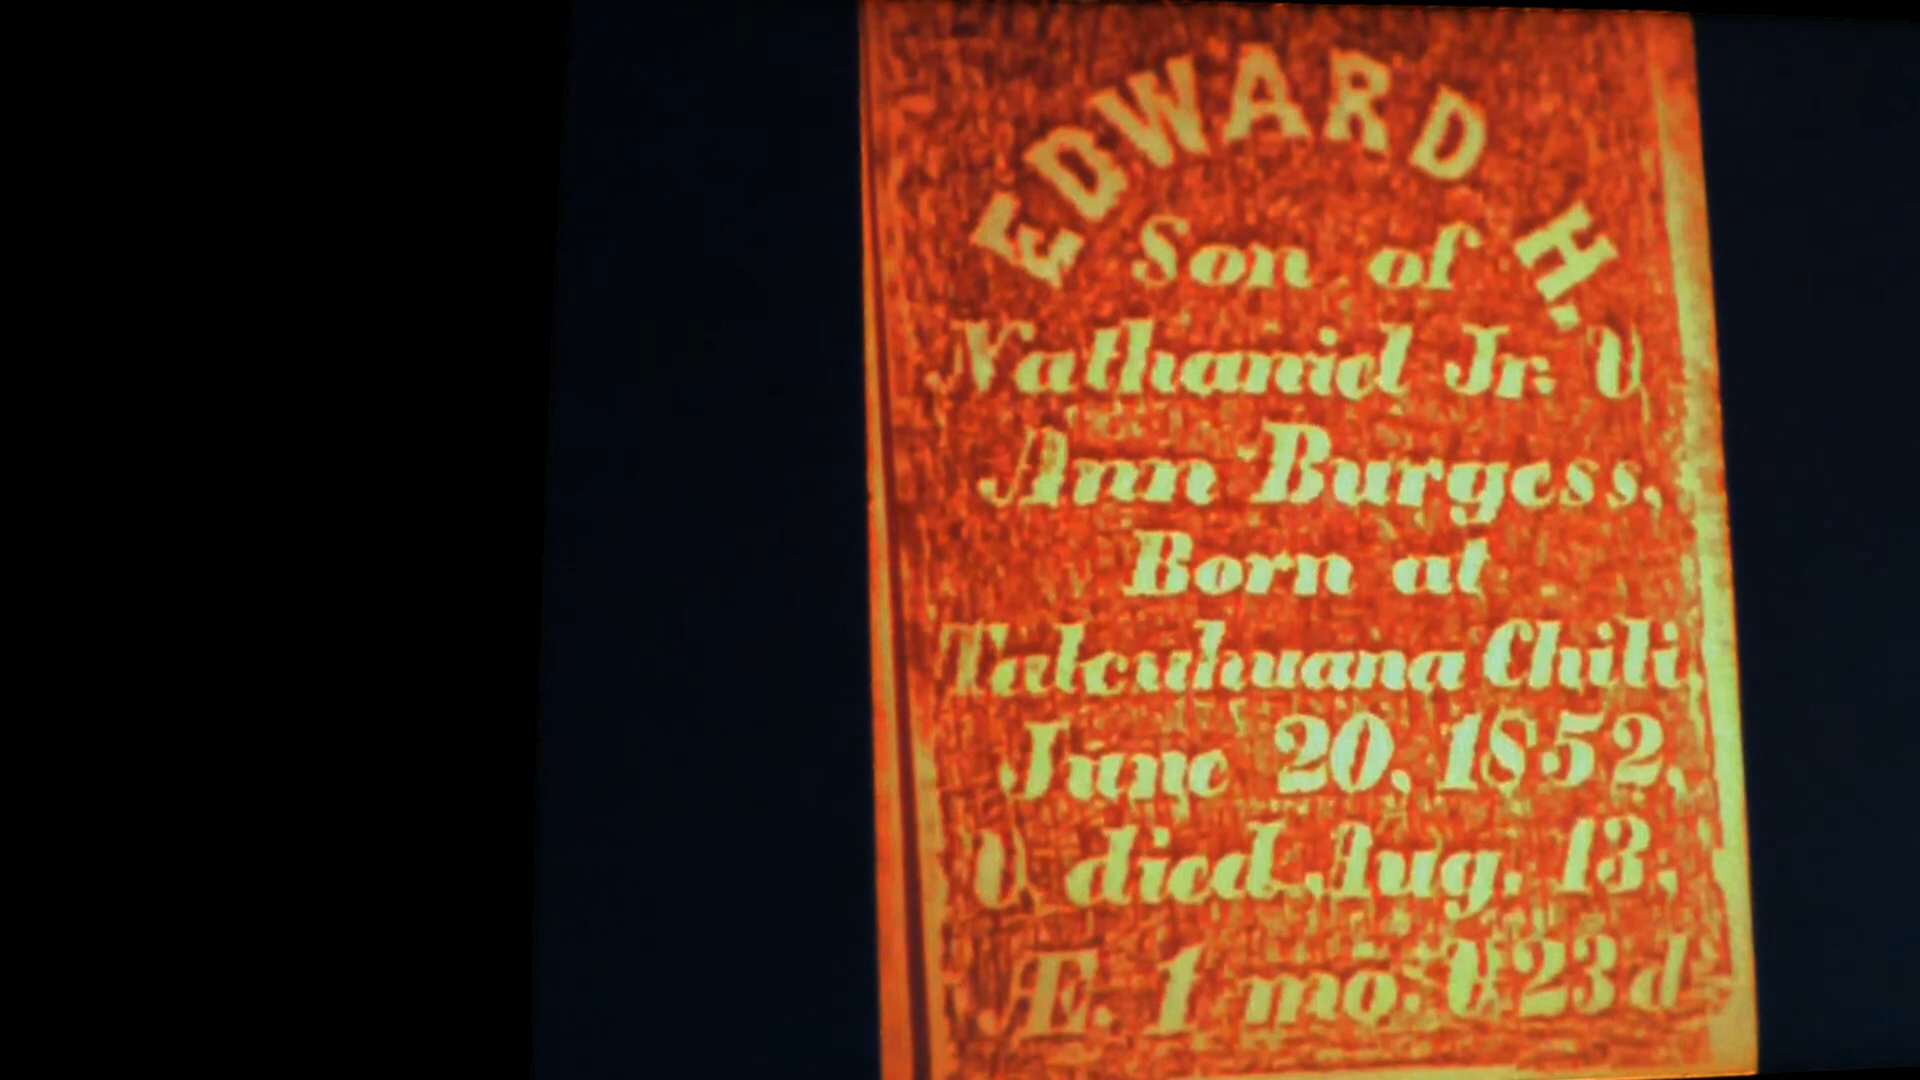 EDWARD H.
Son of
Nathaniel Jr. &
Ann Burgess,
Born at
Talcuhuana Chili,
June 20, 1852,
& died Aug. 13,
Æ. 1 mo. & 23 d